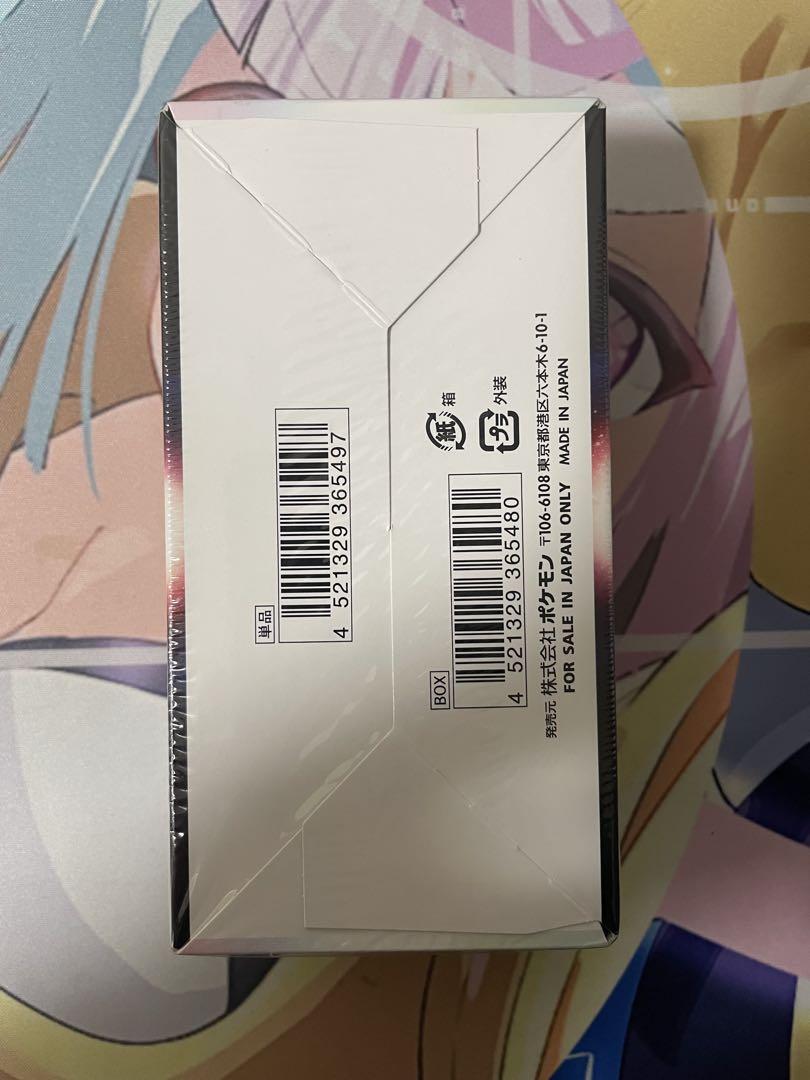 単品
4 521329 365497
BOX
4 521329 365480
紙 箱
プラ 外装
発売元 株式会社 ポケモン 〒106-6108 東京都港区六本木6-10-1
FOR SALE IN JAPAN ONLY MADE IN JAPAN